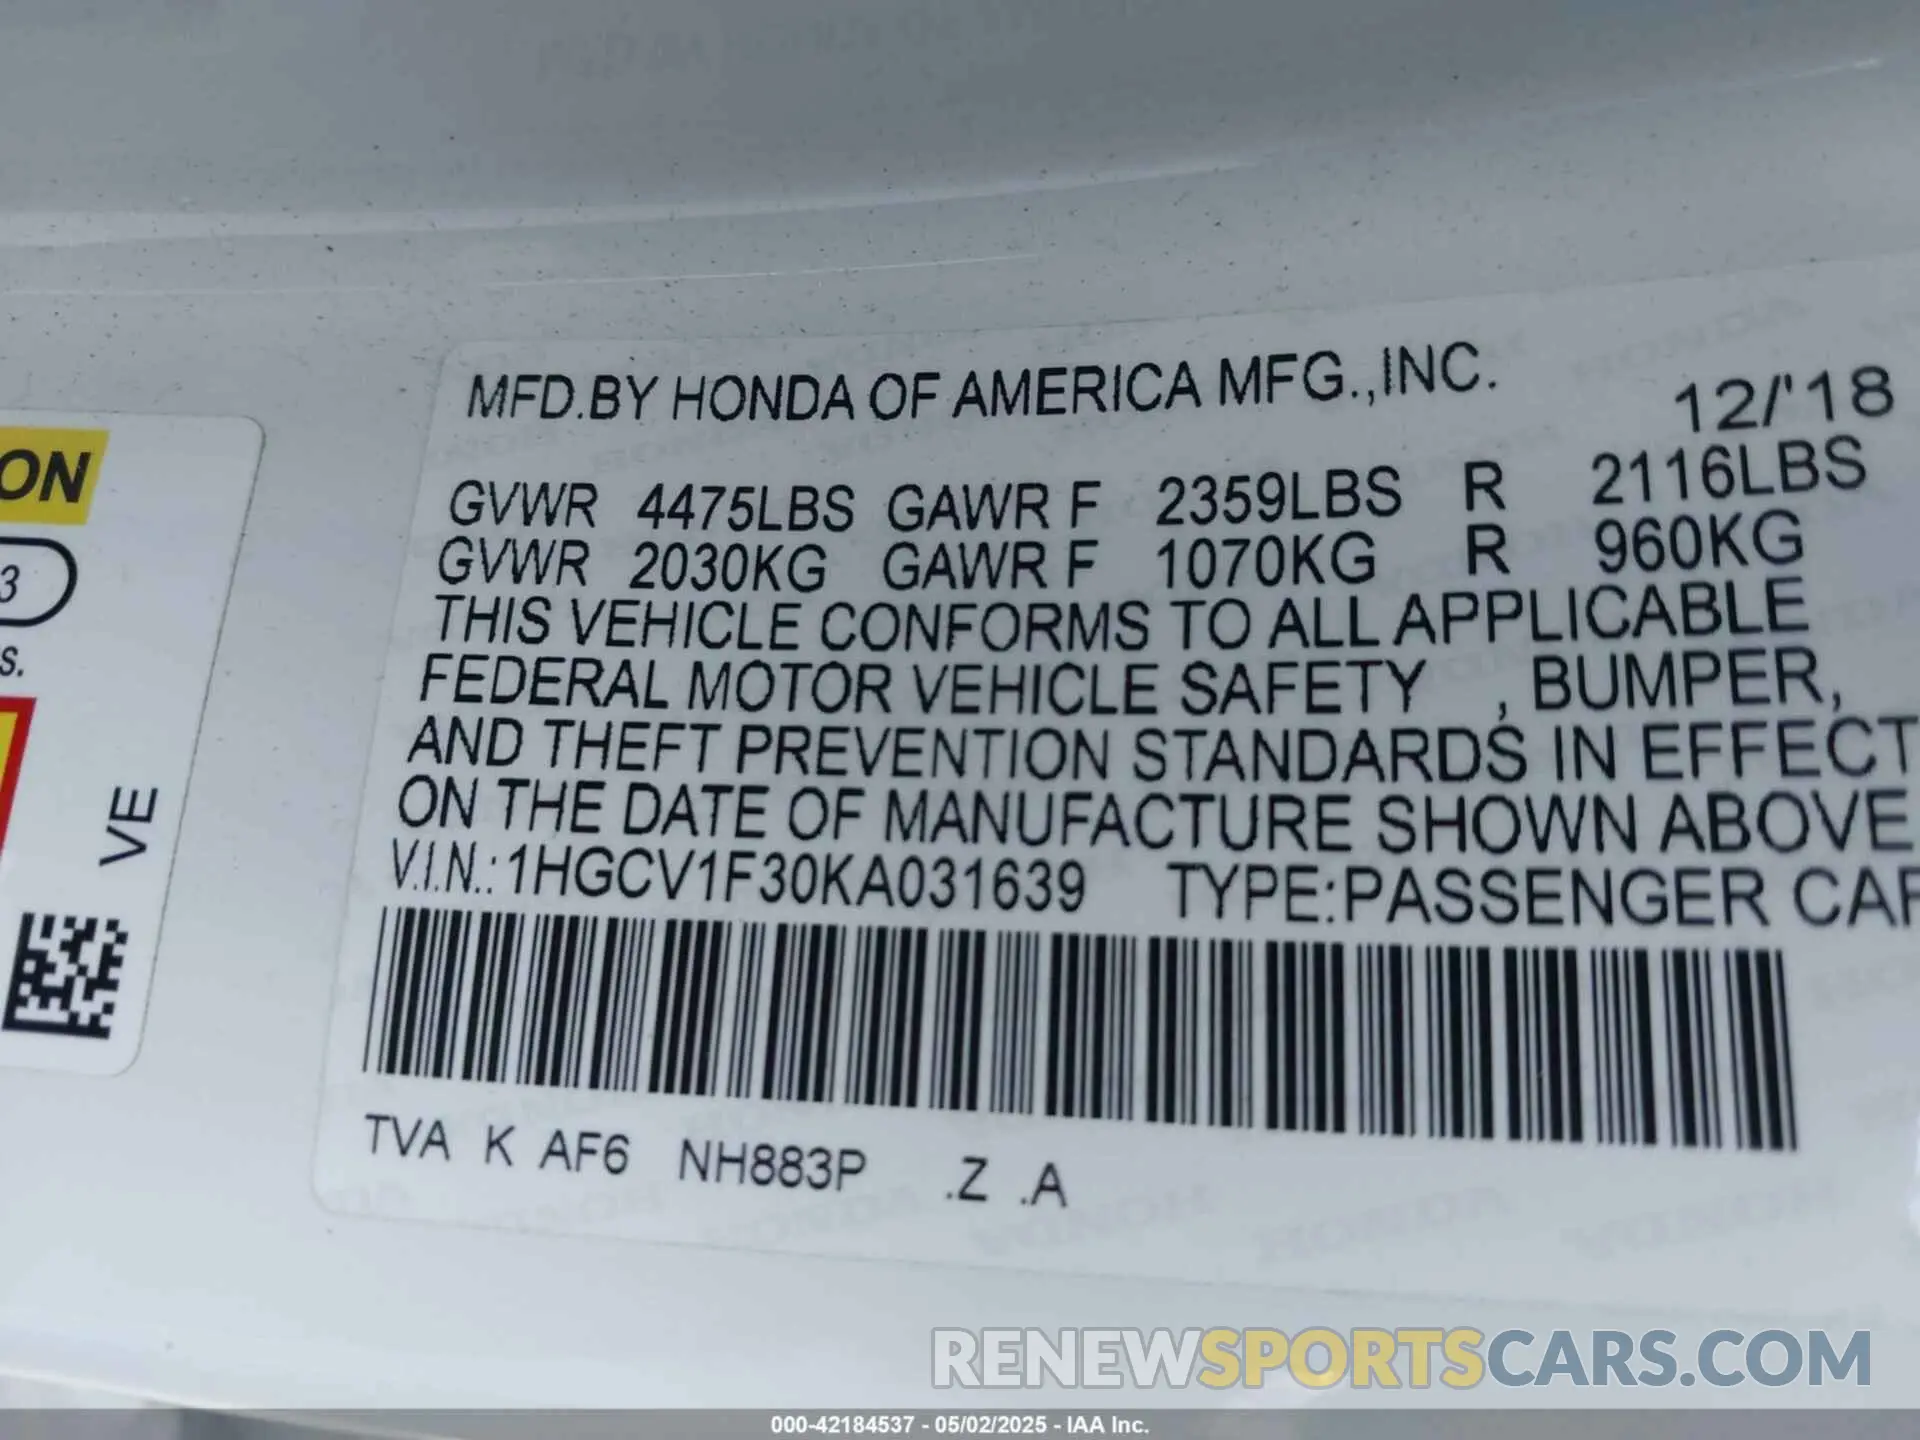 MFD.BY HONDA OF AMERICA MFG.,INC.
12/'18
GVWR 4475LBS GAWR F 2359LBS R 2116LBS
GVWR 2030KG GAWR F 1070KG R 960KG
THIS VEHICLE CONFORMS TO ALL APPLICABLE
FEDERAL MOTOR VEHICLE SAFETY , BUMPER,
AND THEFT PREVENTION STANDARDS IN EFFECT
ON THE DATE OF MANUFACTURE SHOWN ABOVE
V.I.N.:1HGCV1F30KA031639 TYPE:PASSENGER CAR
TVA K AF6 NH883P .Z .A
ON
3
s.
VE
RENEWSPORTSCARS.COM
000-42184537 - 05/02/2025 - IAA Inc.